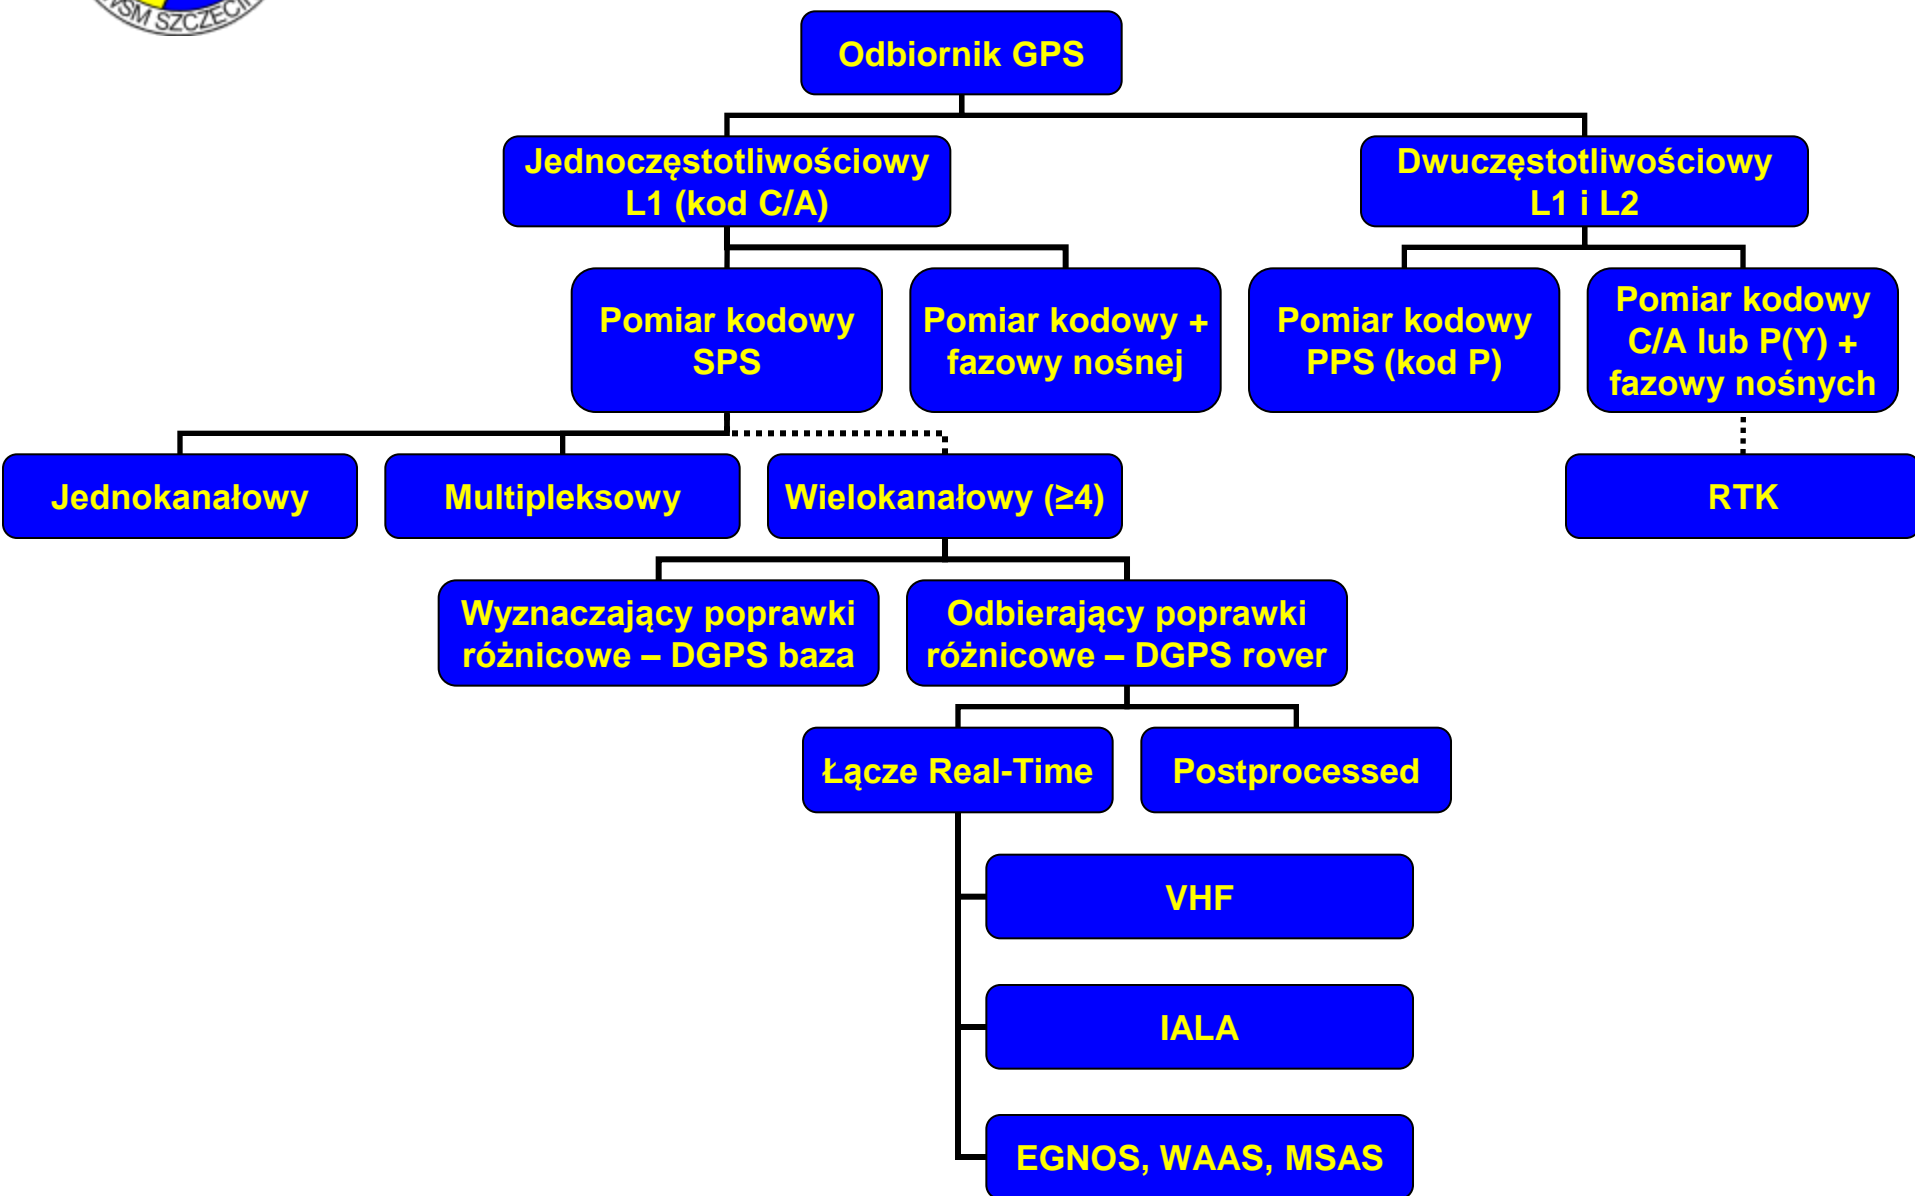 WSM SZCZECIN
Odbiornik GPS
Jednoczęstotliwościowy
L1 (kod C/A)
Dwuczęstotliwościowy
L1 i L2
Pomiar kodowy
SPS
Pomiar kodowy +
fazowy nośnej
Pomiar kodowy
PPS (kod P)
Pomiar kodowy
C/A lub P(Y) +
fazowy nośnych
Jednokanałowy
Multipleksowy
Wielokanałowy (≥4)
RTK
Wyznaczający poprawki
różnicowe – DGPS baza
Odbierający poprawki
różnicowe – DGPS rover
Łącze Real-Time
Postprocessed
VHF
IALA
EGNOS, WAAS, MSAS